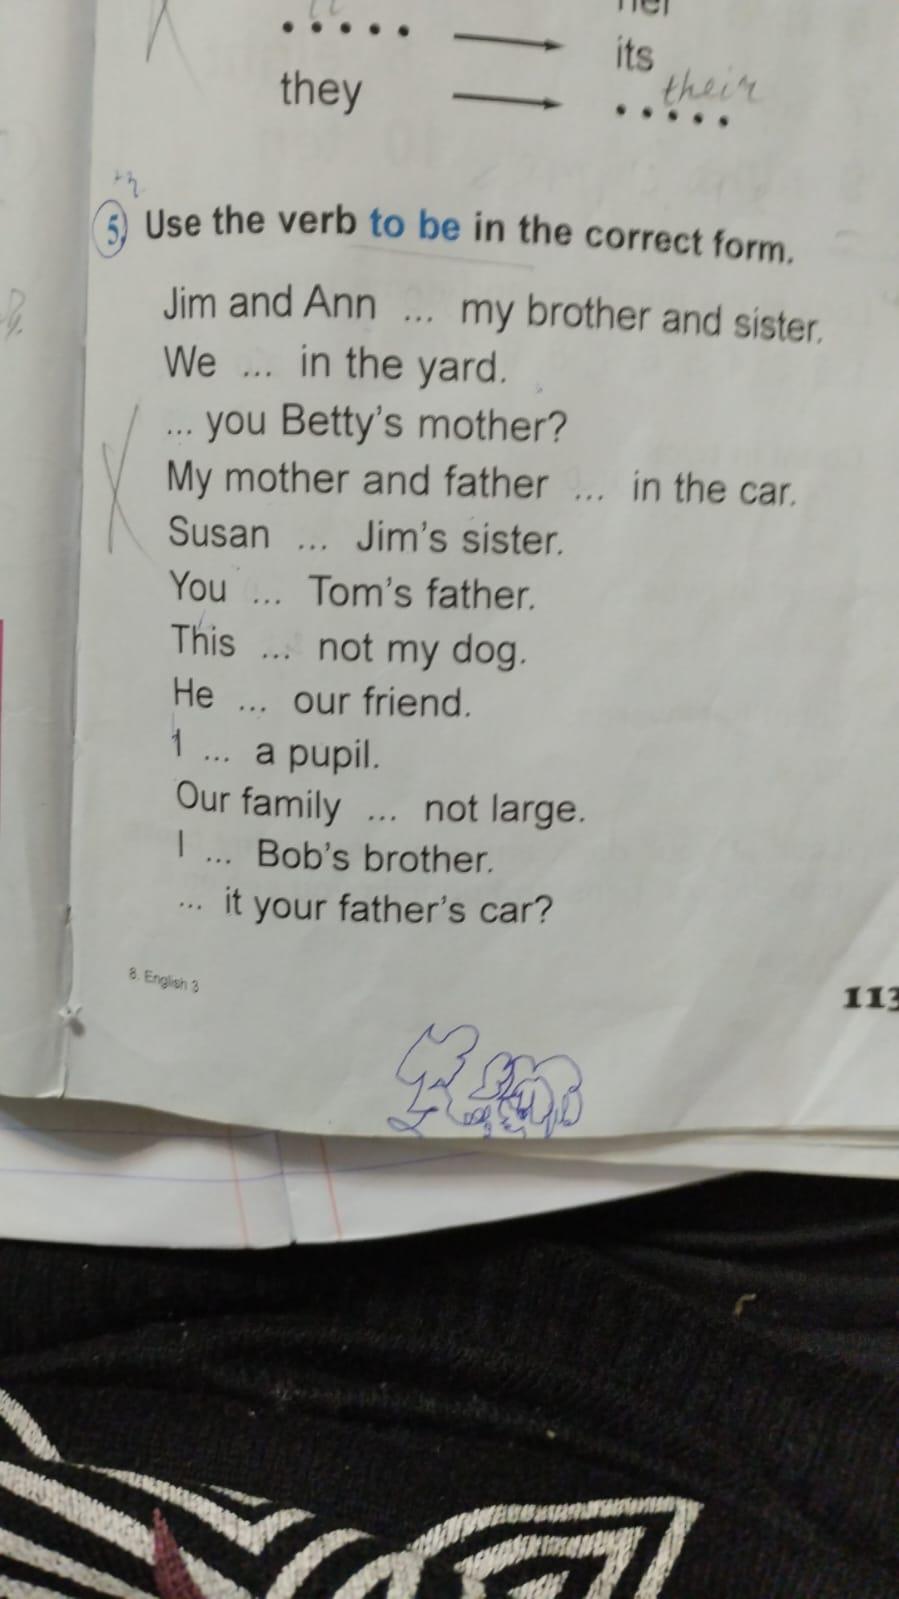 ..... → its
they → ..... their
5. Use the verb to be in the correct form.
Jim and Ann ... my brother and sister.
We ... in the yard.
... you Betty's mother?
My mother and father ... in the car.
Susan ... Jim's sister.
You ... Tom's father.
This ... not my dog.
He ... our friend.
I ... a pupil.
Our family ... not large.
I ... Bob's brother.
... it your father's car?
8. English 3
113